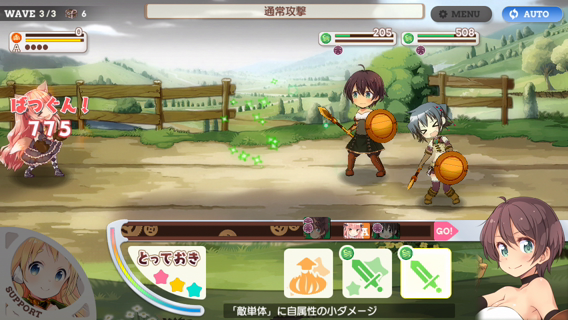 WAVE 3/3 6
通常攻撃
MENU
AUTO
0
A
205
508
ばつぐん!
775
A
GO!
とっておき
SUPPORT
「敵単体」に自属性の小ダメージ